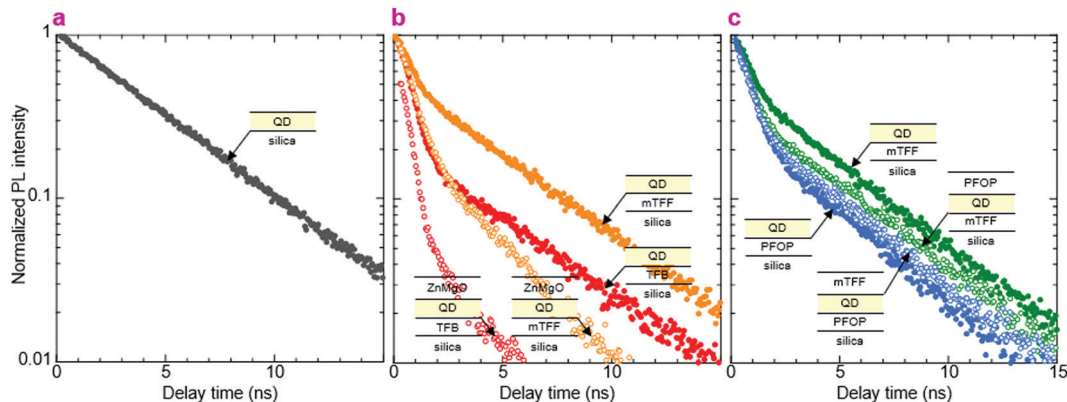 a
b
c
Normalized PL intensity
1
0.1
0.01
QD
silica
0
5
10
Delay time (ns)
QD
mTFF
silica
QD
TFB
silica
ZnMgO
QD
TFB
silica
ZnMgO
QD
mTFF
silica
0
5
10
Delay time (ns)
QD
mTFF
silica
PFOP
QD
mTFF
silica
QD
PFOP
silica
mTFF
QD
PFOP
silica
0
5
10
15
Delay time (ns)